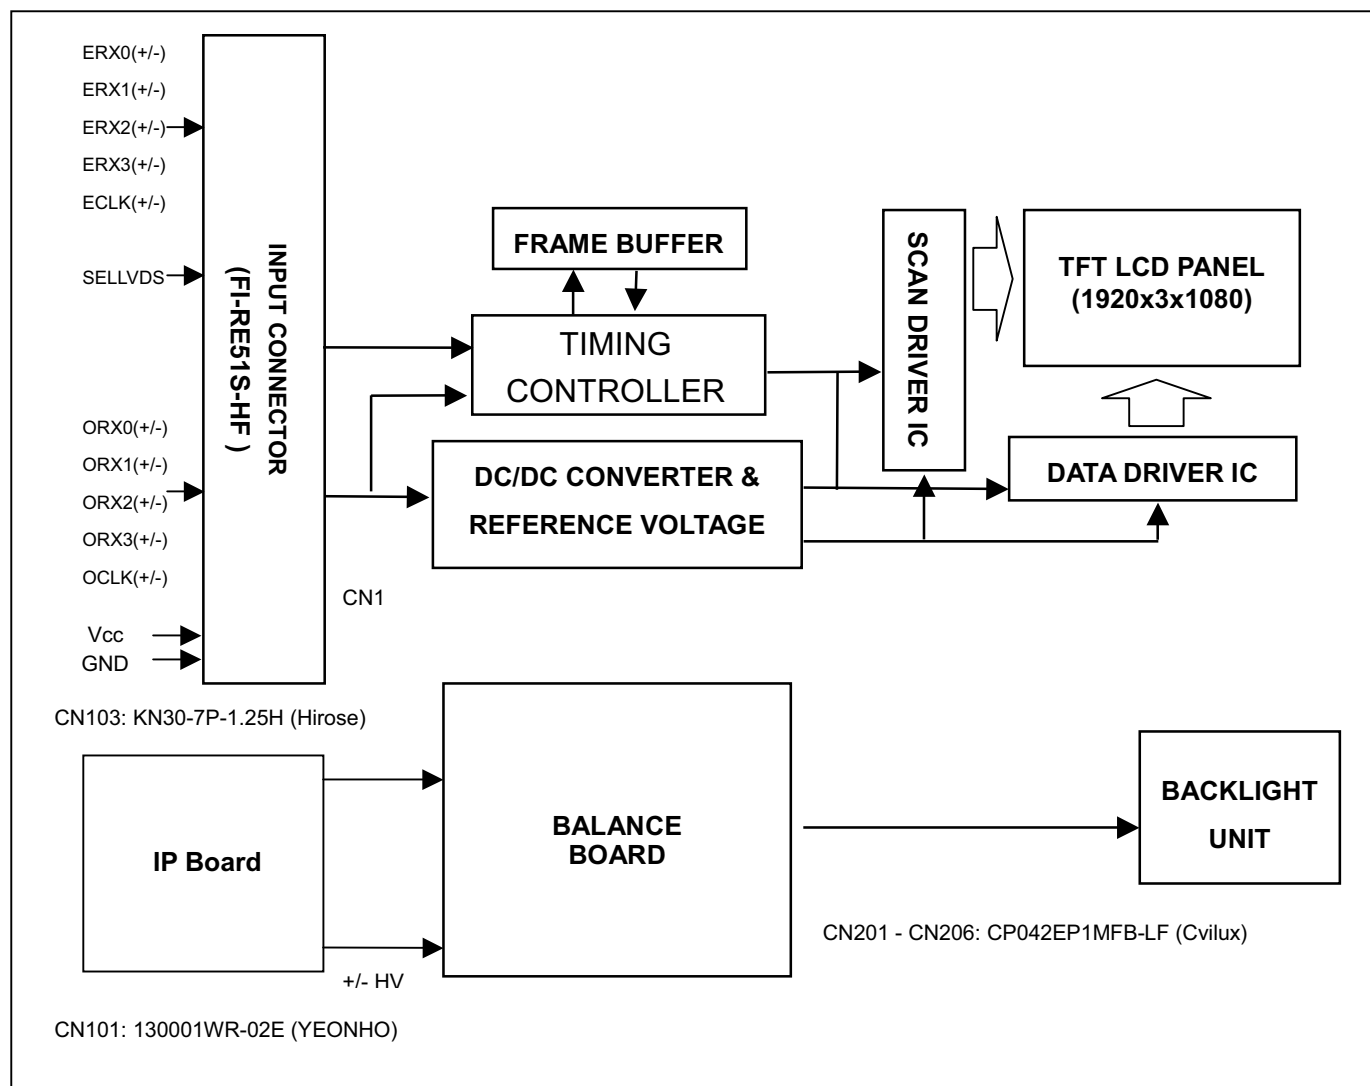 ERX0(+/-)
ERX1(+/-)
ERX2(+/-)
ERX3(+/-)
ECLK(+/-)
SELLVDS
ORX0(+/-)
ORX1(+/-)
ORX2(+/-)
ORX3(+/-)
OCLK(+/-)
Vcc
GND
INPUT CONNECTOR
(FI-RE51S-HF )
CN1
FRAME BUFFER
TIMING
CONTROLLER
DC/DC CONVERTER &
REFERENCE VOLTAGE
SCAN DRIVER IC
TFT LCD PANEL
(1920x3x1080)
DATA DRIVER IC
CN103: KN30-7P-1.25H (Hirose)
IP Board
+/- HV
CN101: 130001WR-02E (YEONHO)
BALANCE
BOARD
BACKLIGHT
UNIT
CN201 - CN206: CP042EP1MFB-LF (Cvilux)